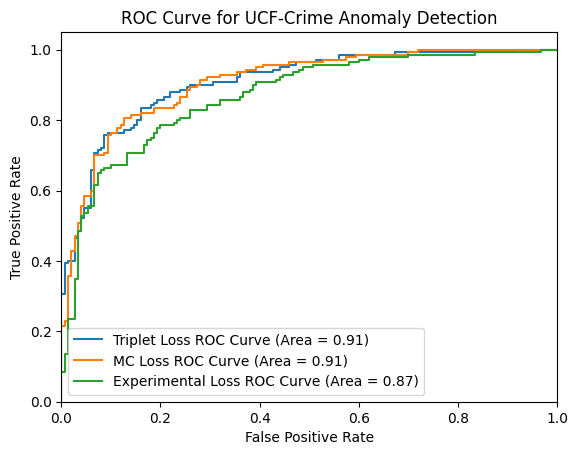 ROC Curve for UCF-Crime Anomaly Detection
1.0
0.8
0.6
0.4
0.2
0.0
True Positive Rate
Triplet Loss ROC Curve (Area = 0.91)
MC Loss ROC Curve (Area = 0.91)
Experimental Loss ROC Curve (Area = 0.87)
0.0 0.2 0.4 0.6 0.8 1.0
False Positive Rate